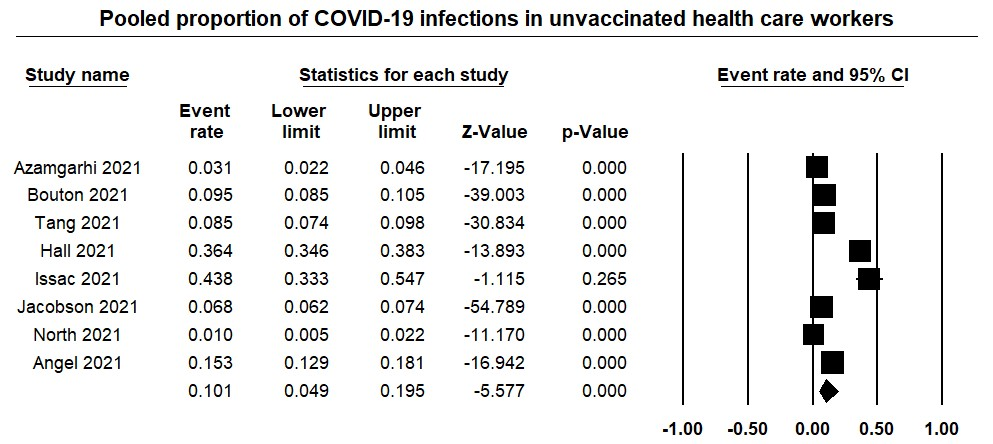 Pooled proportion of COVID-19 infections in unvaccinated health care workers
Study name Statistics for each study Event rate and 95% CI
Event Lower Upper
rate limit limit Z-Value p-Value
Azamgarhi 2021 0.031 0.022 0.046 -17.195 0.000
Bouton 2021 0.095 0.085 0.105 -39.003 0.000
Tang 2021 0.085 0.074 0.098 -30.834 0.000
Hall 2021 0.364 0.346 0.383 -13.893 0.000
Issac 2021 0.438 0.333 0.547 -1.115 0.265
Jacobson 2021 0.068 0.062 0.074 -54.789 0.000
North 2021 0.010 0.005 0.022 -11.170 0.000
Angel 2021 0.153 0.129 0.181 -16.942 0.000
0.101 0.049 0.195 -5.577 0.000
-1.00 -0.50 0.00 0.50 1.00